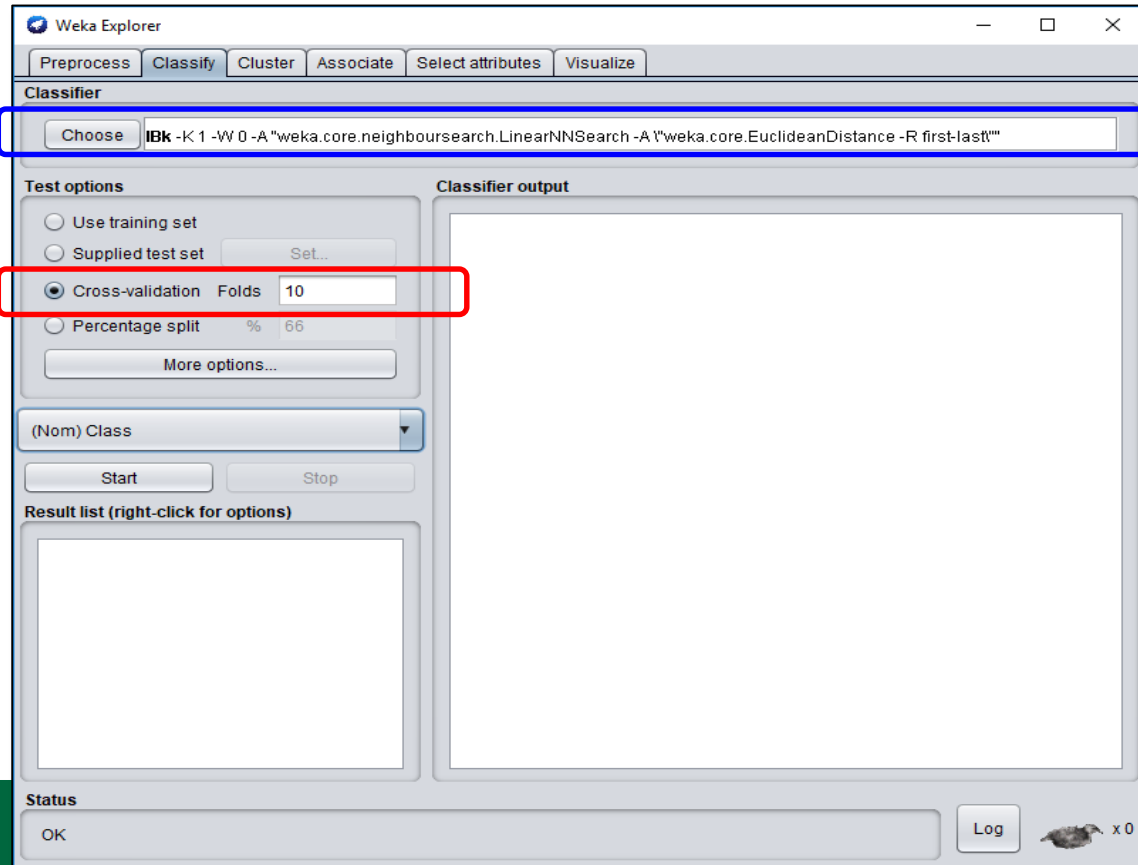 Weka Explorer
Preprocess Classify Cluster Associate Select attributes Visualize
Classifier
Choose IBk -K 1 -W 0 -A "weka.core.neighboursearch.LinearNNSearch -A \"weka.core.EuclideanDistance -R first-last\""
Test options
Use training set
Supplied test set Set...
Cross-validation Folds 10
Percentage split % 66
More options...
(Nom) Class
Start Stop
Result list (right-click for options)
Classifier output
Status
OK
Log x 0